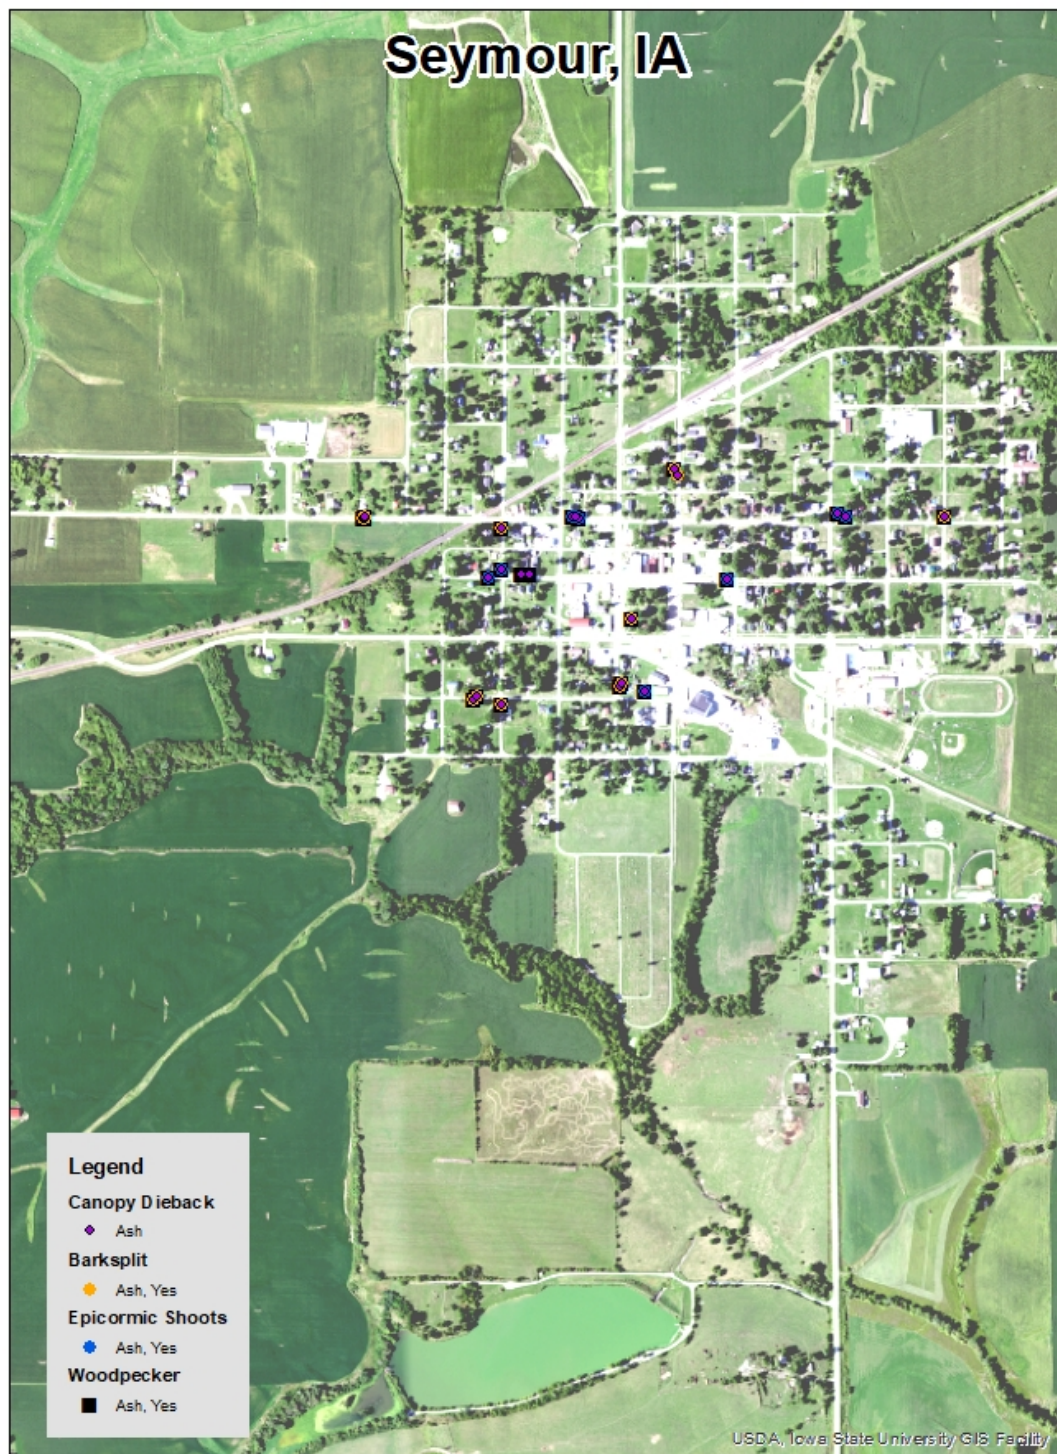 Seymour, IA
Legend
Canopy Dieback
Ash
Barksplit
Ash, Yes
Epicormic Shoots
Ash, Yes
Woodpecker
Ash, Yes
USDA, Iowa State University GIS Facility